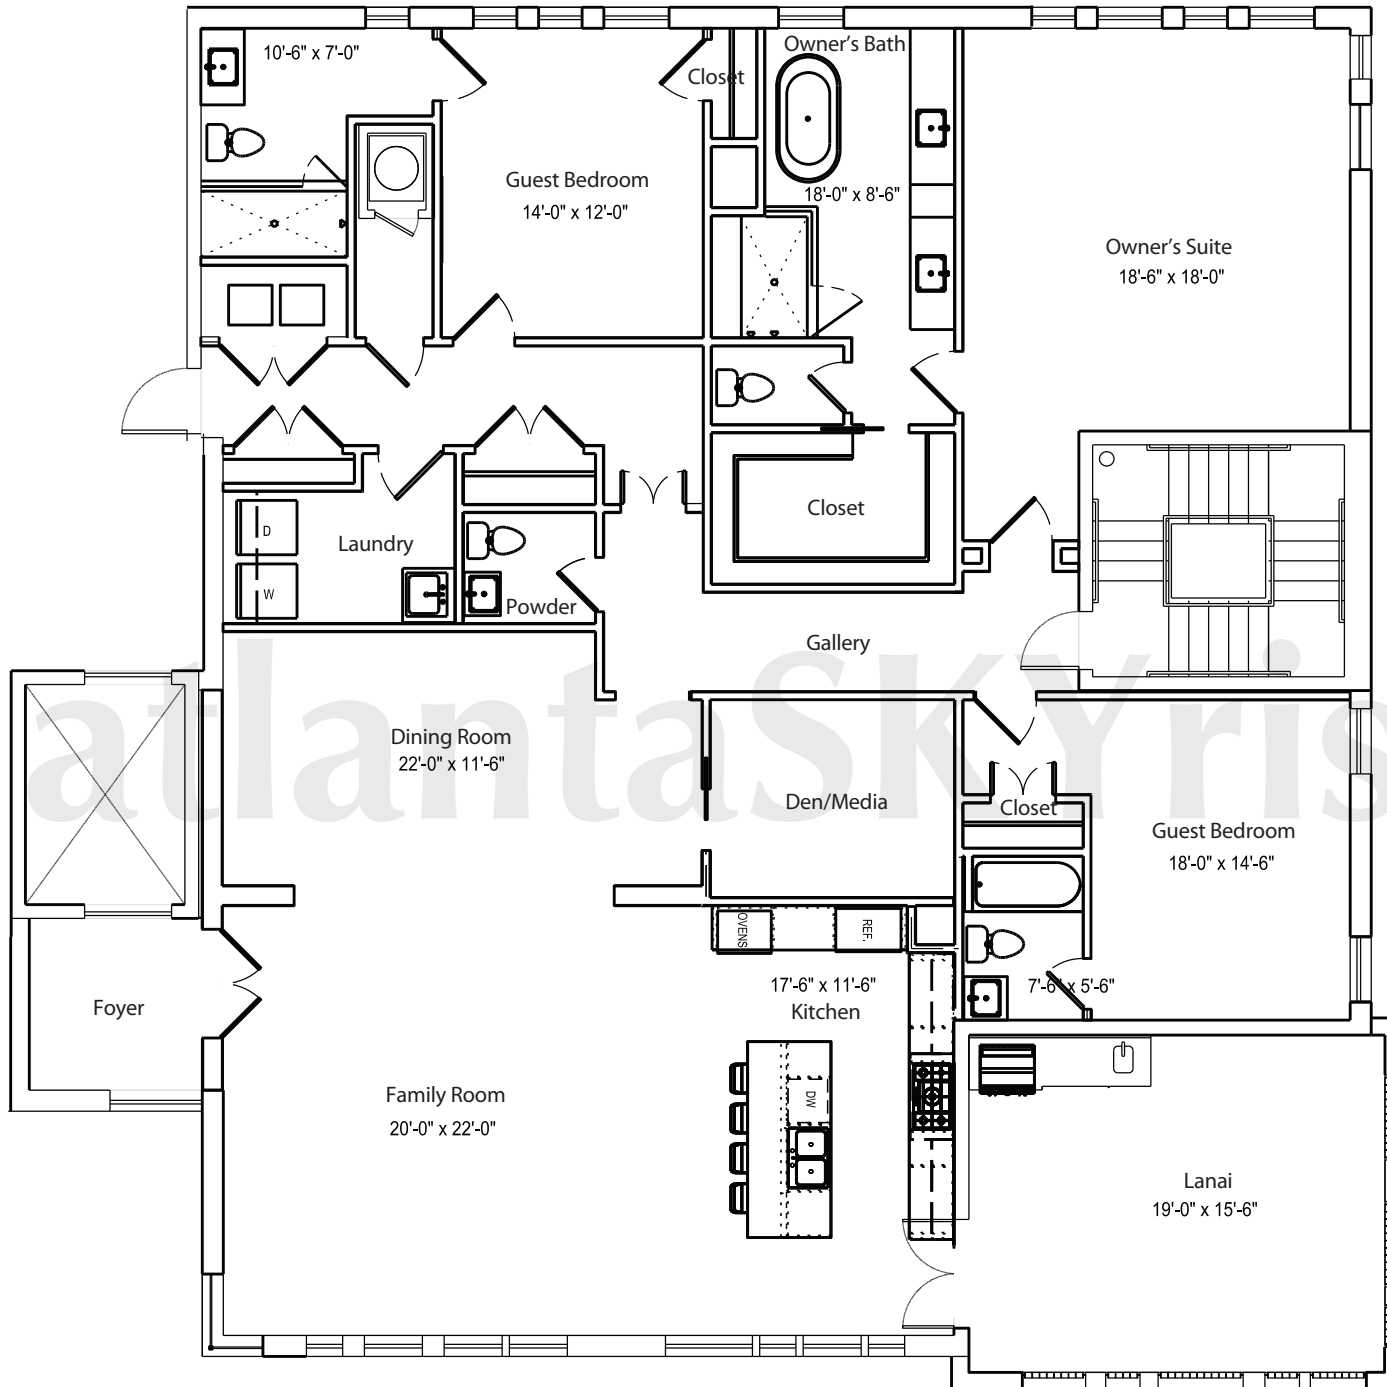 10'-6" x 7'-0"
Owner's Bath
Closet
Guest Bedroom
14'-0" x 12'-0"
18'-0" x 8'-6"
Owner's Suite
18'-6" x 18'-0"
Closet
D
Laundry
W
Powder
Gallery
atlantaSKYris
Dining Room
22'-0" x 11'-6"
Den/Media
Closet
Guest Bedroom
18'-0" x 14'-6"
OVENS
REF.
17'-6" x 11'-6"
Kitchen
7'-6" x 5'-6"
Foyer
Family Room
20'-0" x 22'-0"
DW
Lanai
19'-0" x 15'-6"